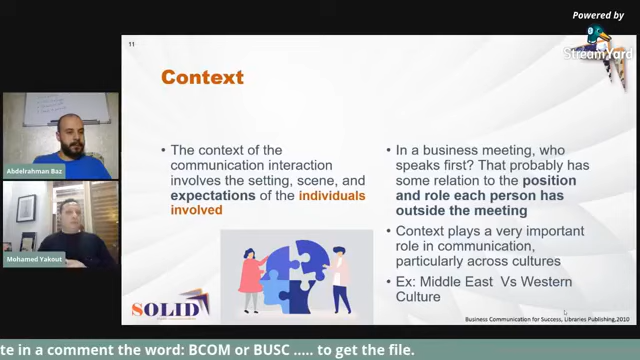 Powered by
StreamYard
11
Context
• The context of the
communication interaction
involves the setting, scene, and
expectations of the individuals
involved
• In a business meeting, who
speaks first? That probably has
some relation to the position
and role each person has
outside the meeting
• Context plays a very important
role in communication,
particularly across cultures
• Ex: Middle East Vs Western
Culture
Abdelrahman Baz
Mohamed Yakout
SOLID
Business Communication for Success, Libraries Publishing,2010
te in a comment the word: BCOM or BUSC ..... to get the file.